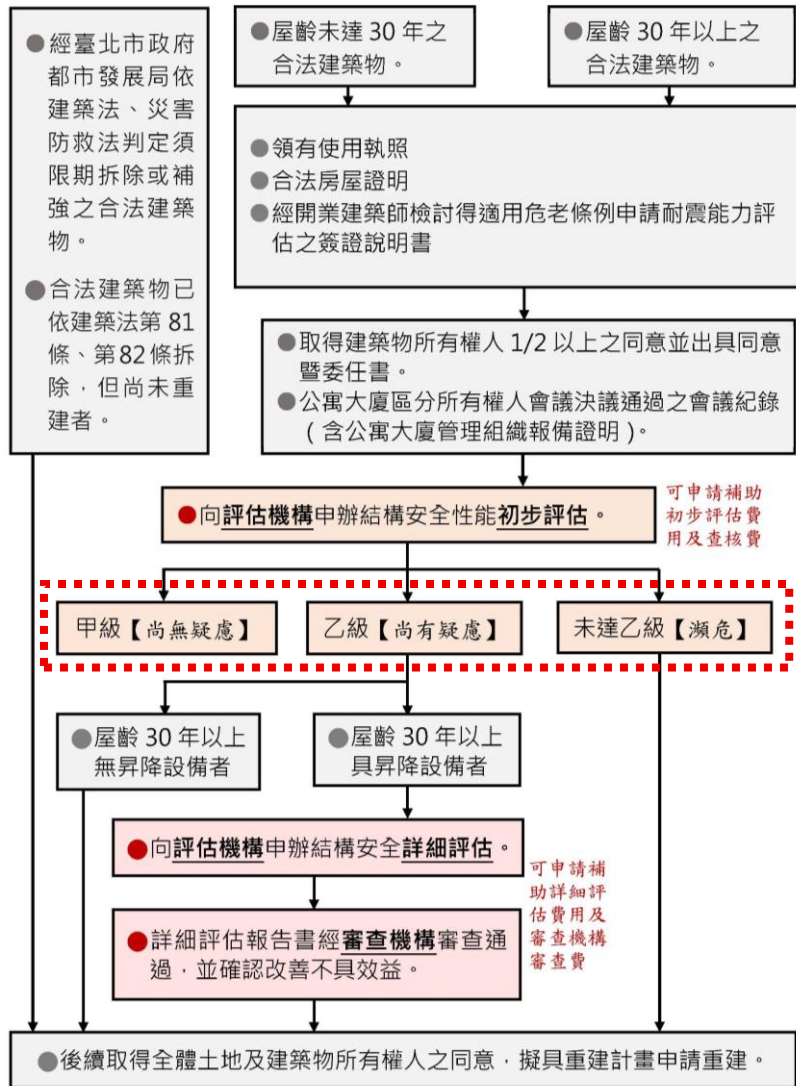 ●經臺北市政府
都市發展局依
建築法、災害
防救法判定須
限期拆除或補
強之合法建築
物。
●合法建築物已
依建築法第 81
條、第82條拆
除，但尚未重
建者。
●屋齡未達 30 年之
合法建築物。
●屋齡 30 年以上之
合法建築物。
●領有使用執照
●合法房屋證明
●經開業建築師檢討得適用危老條例申請耐震能力評
估之簽證說明書
●取得建築物所有權人 1/2 以上之同意並出具同意
暨委任書。
●公寓大廈區分所有權人會議決議通過之會議紀錄
（含公寓大廈管理組織報備證明）。
●向評估機構申辦結構安全性能初步評估。
可申請補助
初步評估費
用及查核費
甲級【尚無疑慮】
乙級【尚有疑慮】
未達乙級【瀕危】
●屋齡 30 年以上
無昇降設備者
●屋齡 30 年以上
具昇降設備者
●向評估機構申辦結構安全詳細評估。
●詳細評估報告書經審查機構審查通
過，並確認改善不具效益。
可申請補
助詳細評
估費用及
審查機構
審查費
●後續取得全體土地及建築物所有權人之同意，擬具重建計畫申請重建。